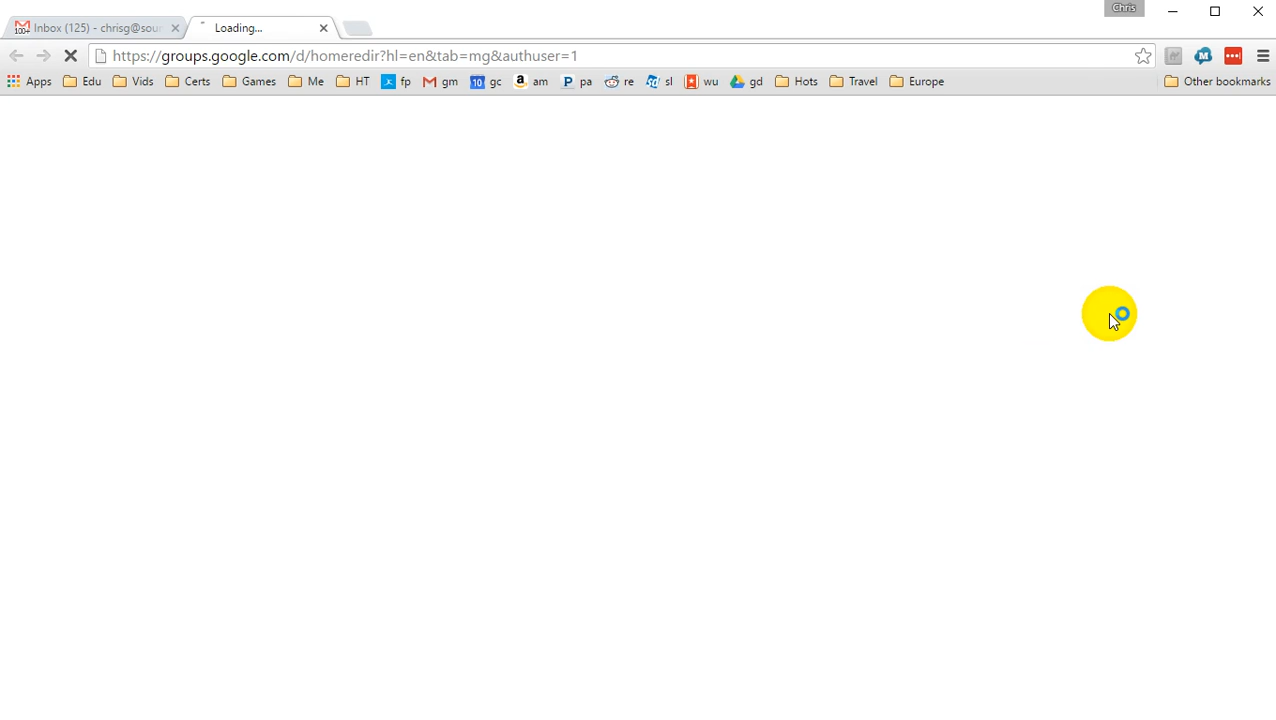 Chris
Inbox (125) - chrisg@sour
Loading...
https://groups.google.com/d/homeredir?hl=en&tab=mg&authuser=1
Apps Edu Vids Certs Games Me HT fp gm 10 gc am pa re sl wu gd Hots Travel Europe Other bookmarks